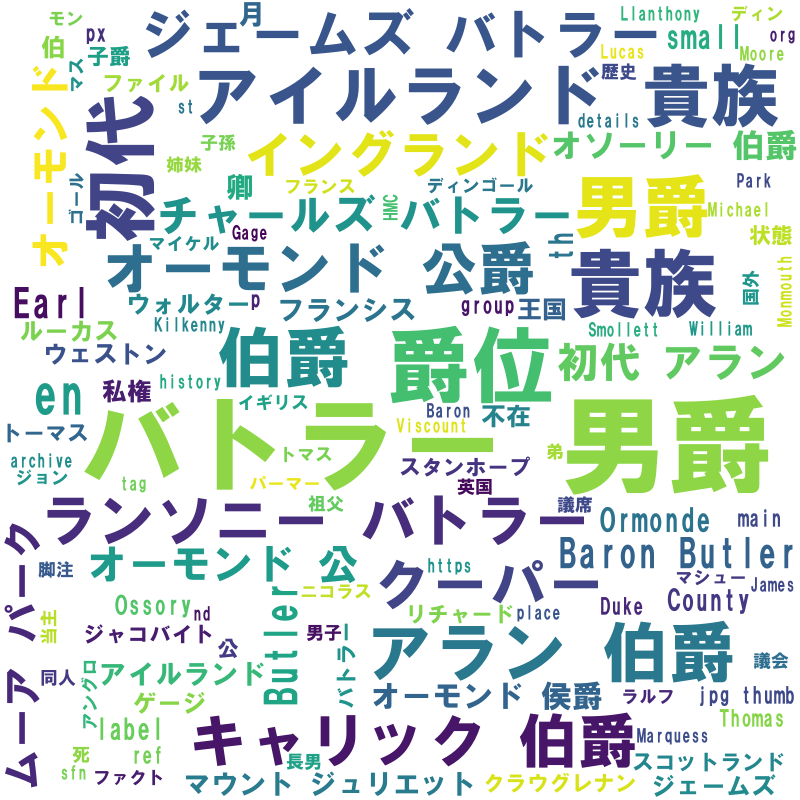 モン
px
月
ジェームズ バトラー
Llanthony
ディン
伯
子爵
small
org
マス
ファイル
Lucas
Moore
オーモンド
初代
st
アイルランド
歴史
貴族
details
子孫
イングランド
オソーリー 伯爵
姉妹
ゴール
卿
フランス
ディンゴール
Park
男爵
チャールズ バトラー
HMC
Michael
マイケル
Gage
th
状態
オーモンド 公爵
貴族
国外
Monmouth
Earl
ウォルター
p
フランシス
group
王国
ルーカス
Kilkenny
Smollett
William
ウェストン
伯爵 爵位
初代 アラン
en
私権
history
イギリス
Baron
不在
トーマス
バトラー
Viscount
男爵
archive
ジョン
tag
トマス
スタンホープ
弟
パーマー
英国
祖父
議席
ランソニー バトラー
Ormonde
main
ムーア パーク
脚注
オーモンド 公
https
Baron Butler
クーパー
マシュー
James
当主
Ossory
nd
Butler
ニコラス
リチャード
place
Duke
County
ジャコバイト
公
男子
バトラー
アラン 伯爵
議会
同人
アングロ
アイルランド
オーモンド 侯爵
ラルフ
jpg thumb
ゲージ
label
キャリック 伯爵
Marquess
Thomas
死
ref
長男
スコットランド
sfn
ファクト
マウント ジュリエット
クラウグレナン
ジェームズ